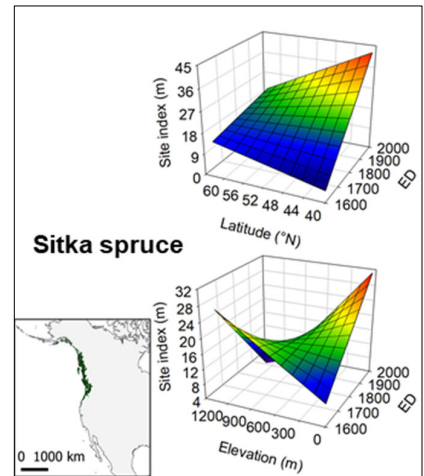 45
36
27
18
9
0
Site index (m)
60 56 52 48 44 40
Latitude (°N)
1600
1700
1800
1900
2000
ED
Sitka spruce
32
28
24
20
16
12
8
4
Site index (m)
1200 900 600 300 0
Elevation (m)
1600
1700
1800
1900
2000
ED
0 1000 km